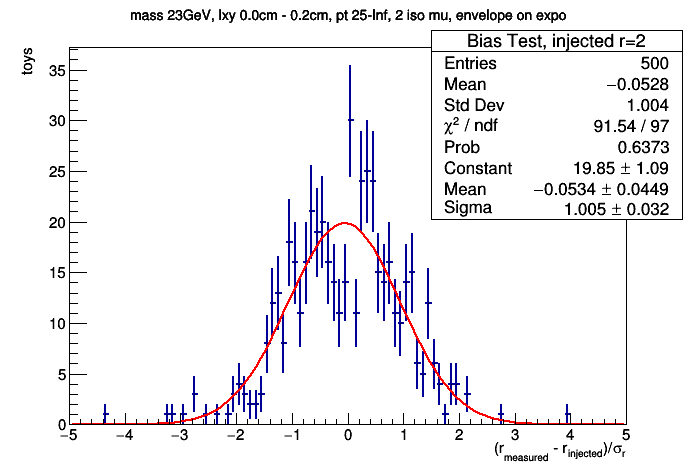 mass 23GeV, lxy 0.0cm - 0.2cm, pt 25-Inf, 2 iso mu, envelope on expo
Bias Test, injected r=2
Entries 500
Mean −0.0528
Std Dev 1.004
χ² / ndf 91.54 / 97
Prob 0.6373
Constant 19.85 ± 1.09
Mean −0.0534 ± 0.0449
Sigma 1.005 ± 0.032
toys
35
30
25
20
15
10
5
0
−5 −4 −3 −2 −1 0 1 2 3 4 5
(r_measured - r_injected)/σ_r